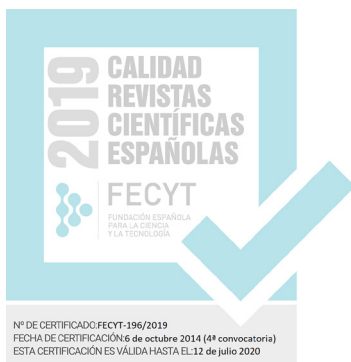 2019
CALIDAD
REVISTAS
CIENTÍFICAS
ESPAÑOLAS
FECYT
FUNDACIÓN ESPAÑOLA
PARA LA CIENCIA
Y LA TECNOLOGÍA
Nº DE CERTIFICADO:FECYT-196/2019
FECHA DE CERTIFICACIÓN:6 de octubre 2014 (4ª convocatoria)
ESTA CERTIFICACIÓN ES VÁLIDA HASTA EL:12 de julio 2020